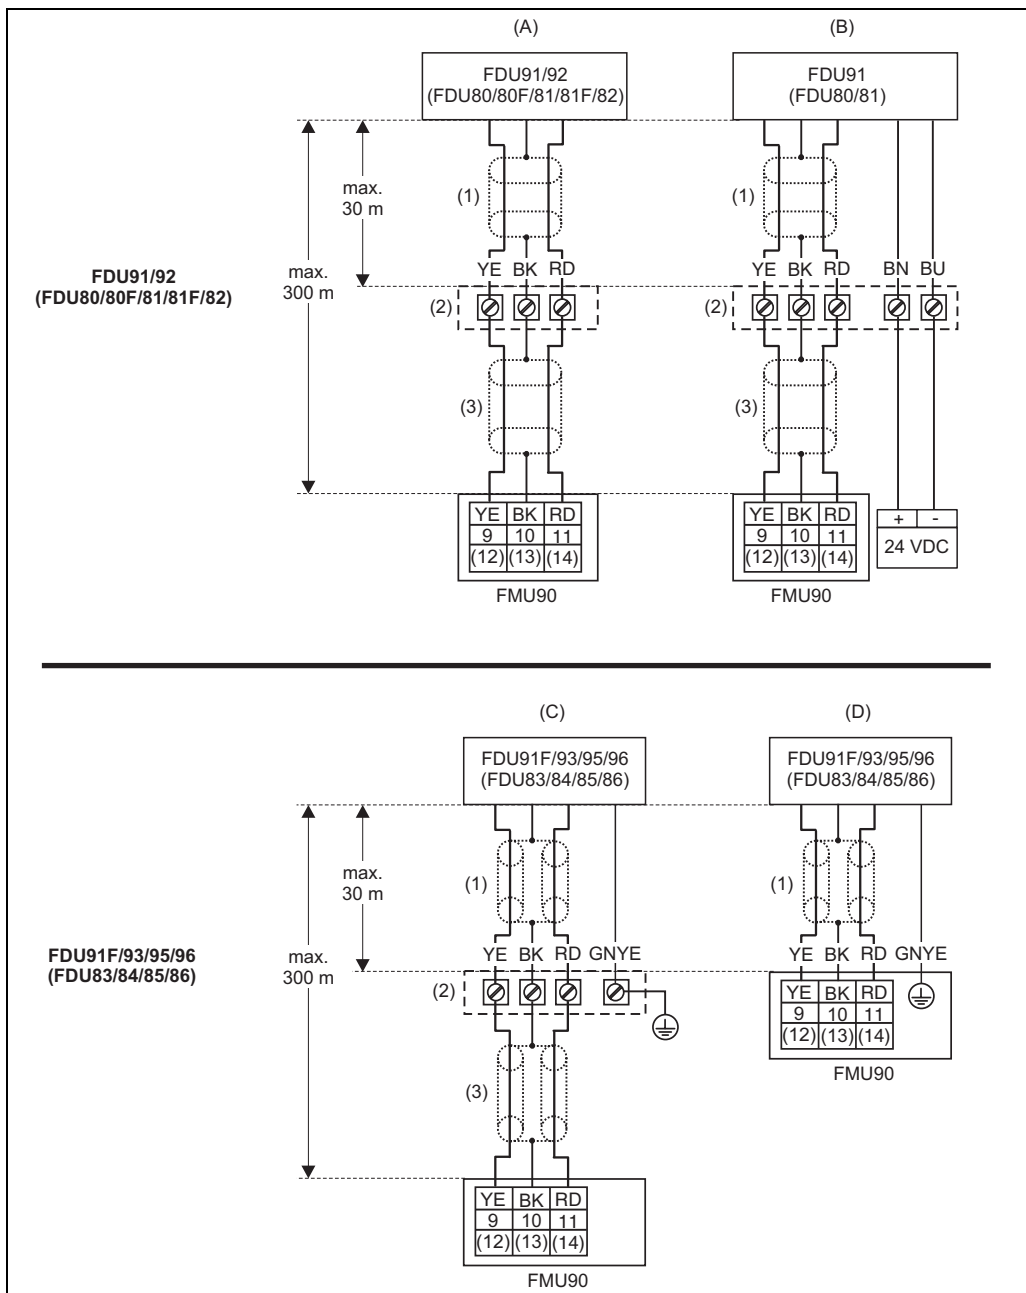 (A)
FDU91/92
(FDU80/80F/81/81F/82)
(B)
FDU91
(FDU80/81)
max.
30 m
max.
300 m
FDU91/92
(FDU80/80F/81/81F/82)
(1)
YE BK RD
(2)
(3)
YE BK RD
9 10 11
(12) (13) (14)
FMU90
(1)
YE BK RD BN BU
(2)
(3)
YE BK RD
9 10 11
(12) (13) (14)
FMU90
+ -
24 VDC
(C)
FDU91F/93/95/96
(FDU83/84/85/86)
(D)
FDU91F/93/95/96
(FDU83/84/85/86)
max.
30 m
max.
300 m
FDU91F/93/95/96
(FDU83/84/85/86)
(1)
YE BK RD GNYE
(2)
(3)
YE BK RD
9 10 11
(12) (13) (14)
FMU90
(1)
YE BK RD GNYE
YE BK RD
9 10 11
(12) (13) (14)
FMU90